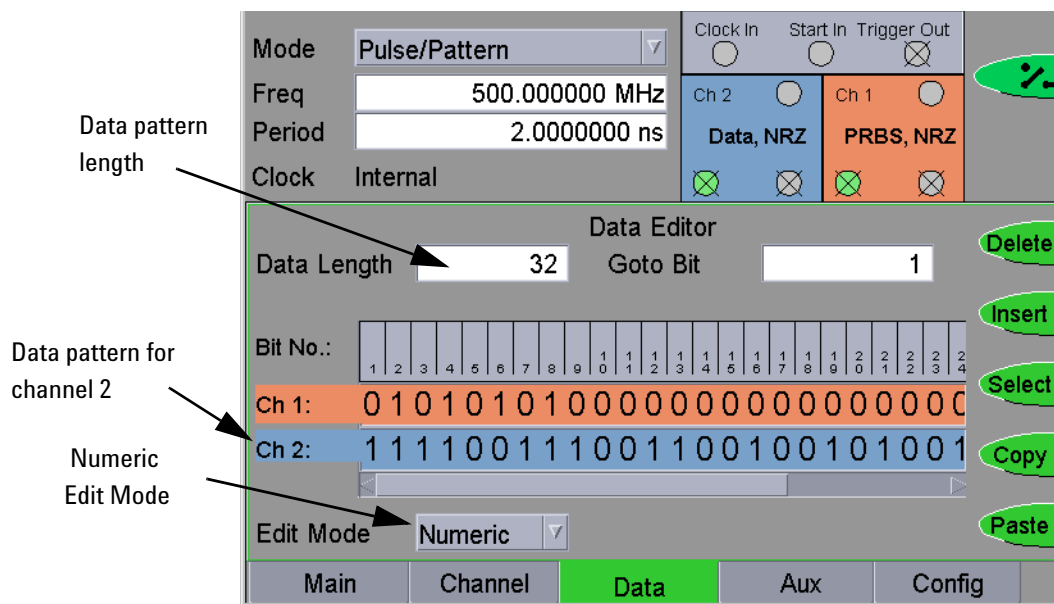 Mode Pulse/Pattern
Clock In Start In Trigger Out
Freq 500.000000 MHz
Ch 2 Ch 1
Data pattern length
Period 2.0000000 ns
Data, NRZ PRBS, NRZ
Clock Internal
Data Editor
Delete
Data Length 32 Goto Bit 1
Insert
Data pattern for channel 2
Bit No.: 1 2 3 4 5 6 7 8 9 10 11 12 13 14 15 16 17 18 19 20 21 22 23 24
Select
Ch 1: 0 1 0 1 0 1 0 1 0 0 0 0 0 0 0 0 0 0 0 0 0 0 0 0
Ch 2: 1 1 1 1 0 0 1 1 1 0 0 1 1 0 0 1 0 0 1 0 1 0 0 1
Copy
Numeric Edit Mode
Edit Mode Numeric
Paste
Main Channel Data Aux Config